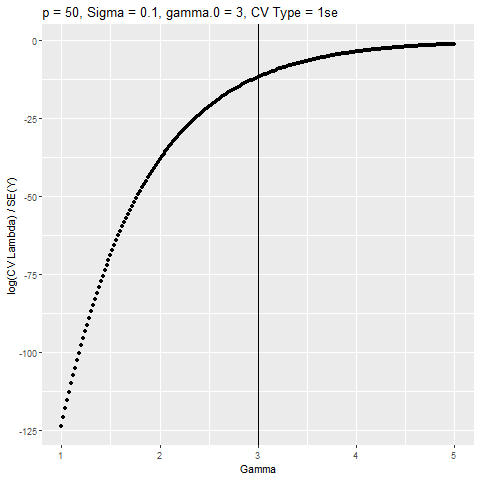 p = 50, Sigma = 0.1, gamma.0 = 3, CV Type = 1se
log(CV Lambda) / SE(Y)
0
-25
-50
-75
-100
-125
1 2 3 4 5
Gamma